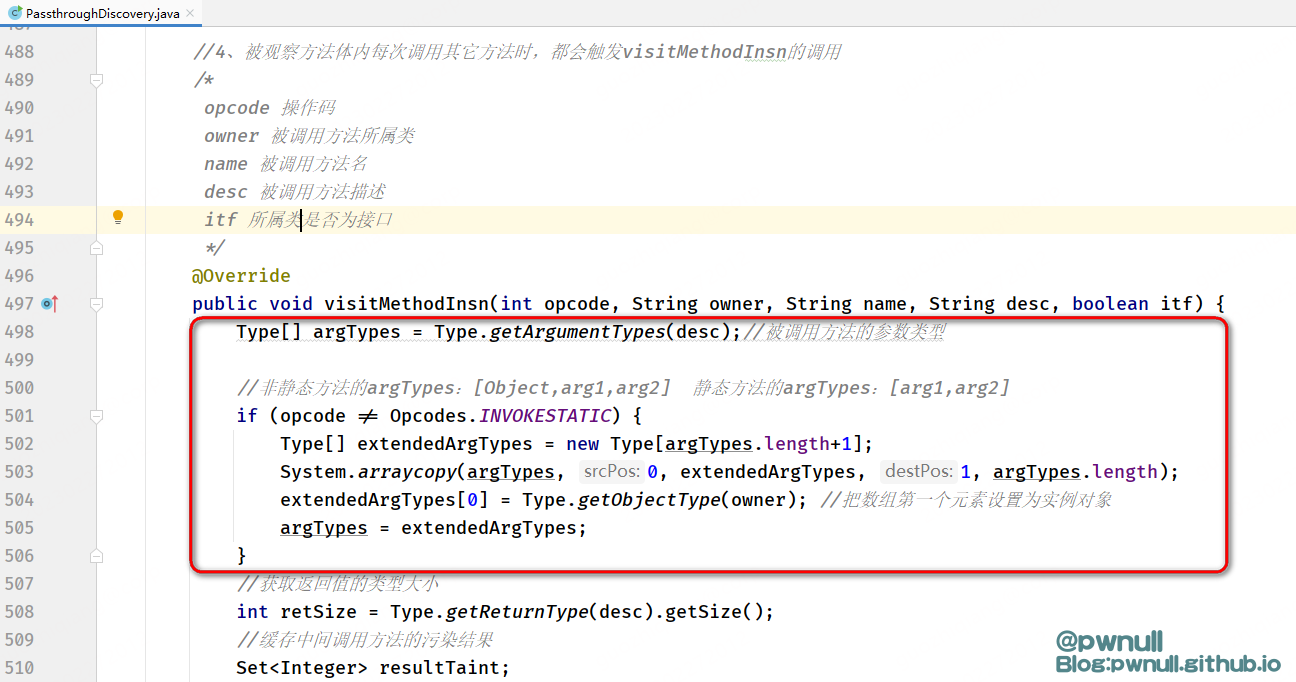 PassthroughDiscovery.java
488 //4、被观察方法体内每次调用其它方法时，都会触发visitMethodInsn的调用
489 /*
490 opcode 操作码
491 owner 被调用方法所属类
492 name 被调用方法名
493 desc 被调用方法描述
494 itf 所属类是否为接口
495 */
496 @Override
497 public void visitMethodInsn(int opcode, String owner, String name, String desc, boolean itf) {
498 Type[] argTypes = Type.getArgumentTypes(desc);//被调用方法的参数类型
499
500 //非静态方法的argTypes：[Object,arg1,arg2] 静态方法的argTypes：[arg1,arg2]
501 if (opcode ≠ Opcodes.INVOKESTATIC) {
502 Type[] extendedArgTypes = new Type[argTypes.length+1];
503 System.arraycopy(argTypes, srcPos: 0, extendedArgTypes, destPos: 1, argTypes.length);
504 extendedArgTypes[0] = Type.getObjectType(owner); //把数组第一个元素设置为实例对象
505 argTypes = extendedArgTypes;
506 }
507 //获取返回值的类型大小
508 int retSize = Type.getReturnType(desc).getSize();
509 //缓存中间调用方法的污染结果
510 Set<Integer> resultTaint;
@pwnull
Blog:pwnull.github.io